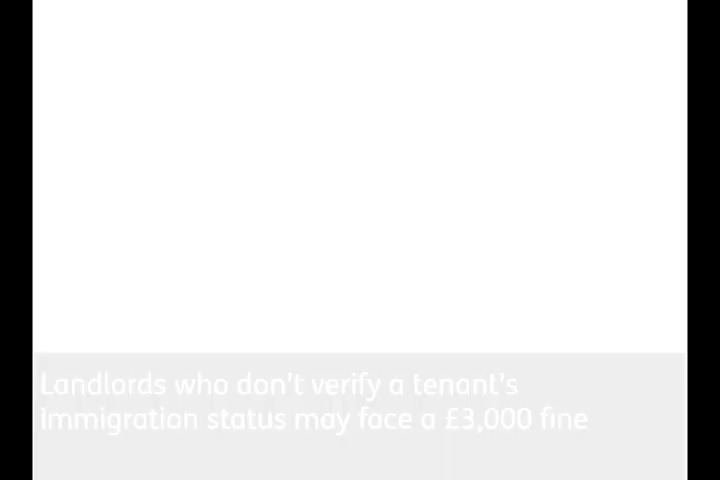 Landlords who don't verify a tenant's
immigration status may face a £3,000 fine